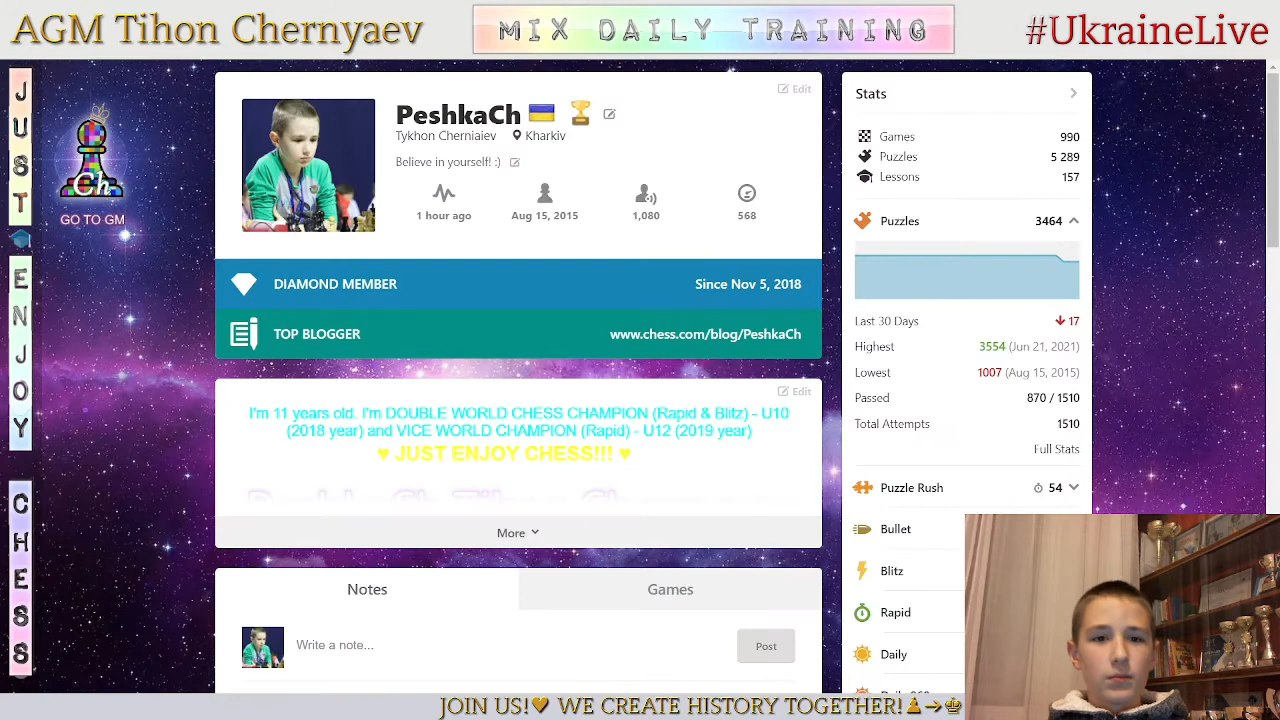 AGM Tihon Chernyaev
MIX DAILY TRAINING
#UkraineLive
JUST
ENJOY
CHESS
Ch
GO TO GM
Edit
PeshkaCh
Tykhon Cherniaiev Kharkiv
Believe in yourself! :)
1 hour ago Aug 15, 2015 1,080 568
DIAMOND MEMBER Since Nov 5, 2018
TOP BLOGGER www.chess.com/blog/PeshkaCh
Edit
I'm 11 years old. I'm DOUBLE WORLD CHESS CHAMPION (Rapid & Blitz) - U10
(2018 year) and VICE WORLD CHAMPION (Rapid) - U12 (2019 year)
♥ JUST ENJOY CHESS!!! ♥
More
Notes Games
Write a note... Post
Stats
Games 990
Puzzles 5 289
Lessons 157
Puzzles 3464
Last 30 Days 17
Highest 3554 (Jun 21, 2021)
Lowest 1007 (Aug 15, 2015)
Passed 870 / 1510
Total Attempts 1510
Full Stats
Puzzle Rush 54
Bullet
Blitz
Rapid
Daily
JOIN US!♥ WE CREATE HISTORY TOGETHER!♟→♚